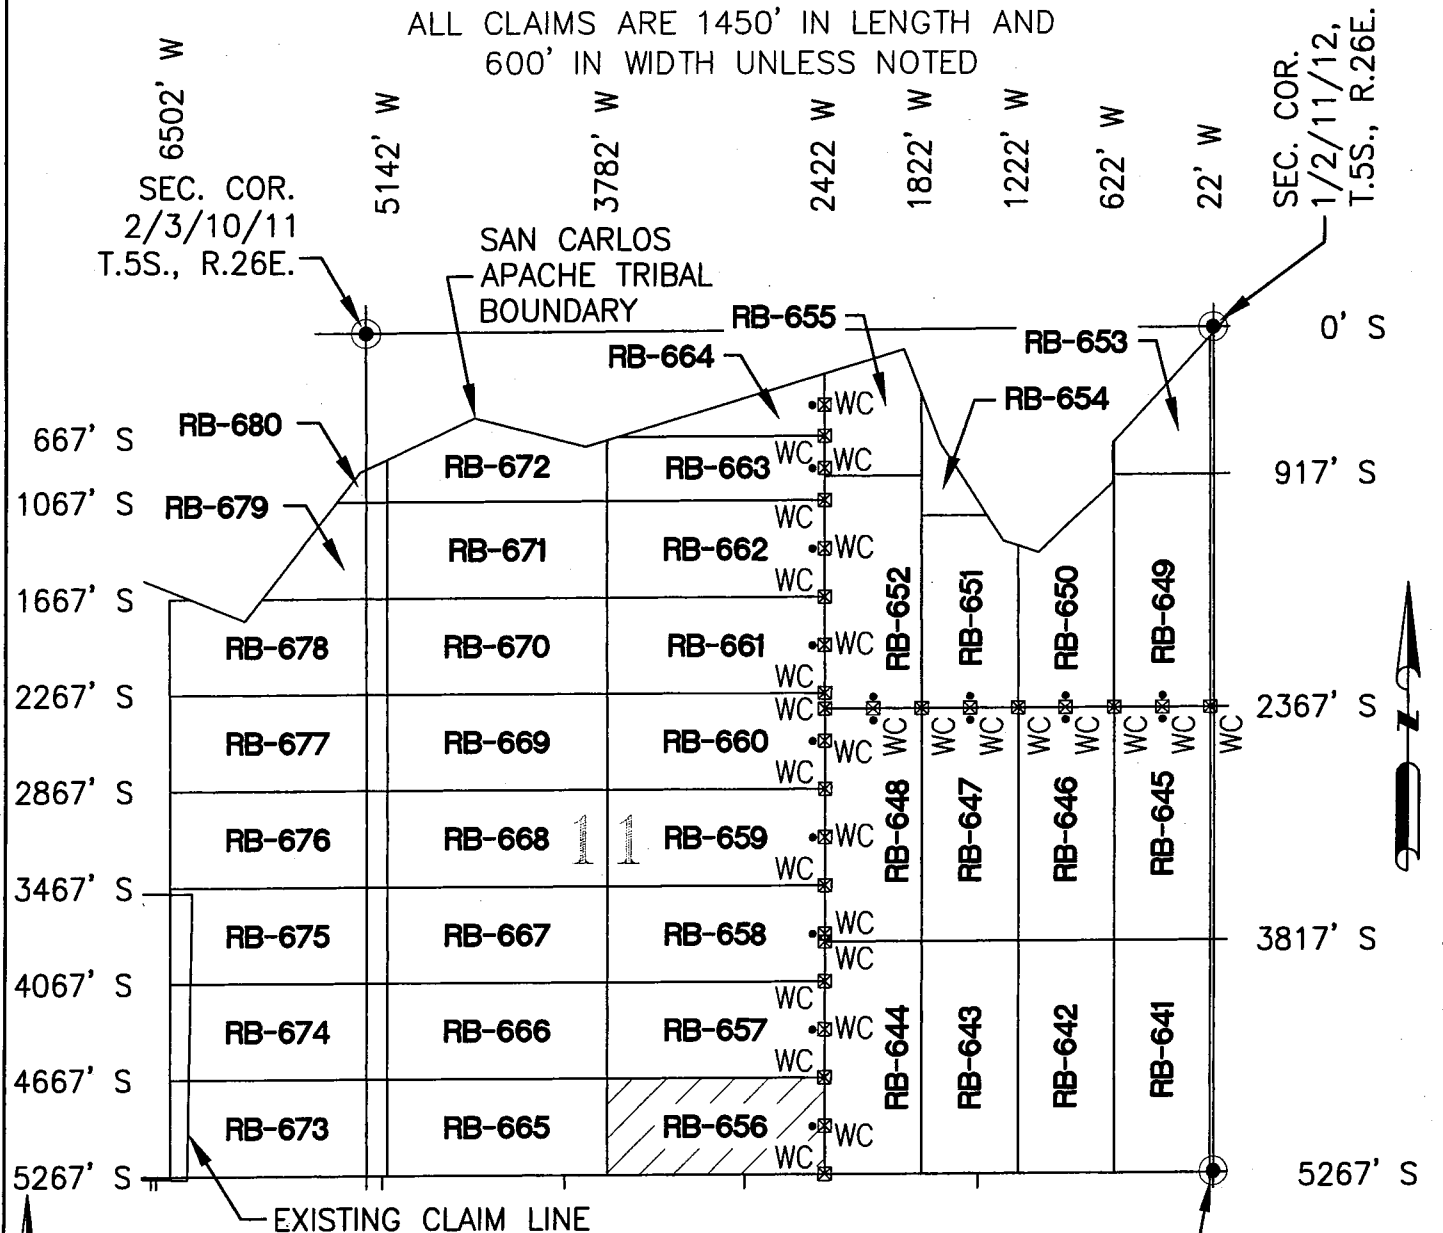 ALL CLAIMS ARE 1450' IN LENGTH AND
600' IN WIDTH UNLESS NOTED
6502' W
5142' W
3782' W
2422 W
1822' W
1222' W
622' W
22' W
SEC. COR.
1/2/11/12,
T.5S., R.26E.
SEC. COR.
2/3/10/11
T.5S., R.26E.
SAN CARLOS
APACHE TRIBAL
BOUNDARY
RB-655
RB-653
0' S
RB-664
RB-654
WC
RB-680
667' S
RB-672
RB-663
WC
WC
917' S
1067' S
RB-679
WC
RB-671
RB-662
WC
WC
RB-652
RB-651
RB-650
RB-649
1667' S
RB-678
RB-670
RB-661
WC
WC
2267' S
WC
2367' S
WC
WC
WC
WC
WC
WC
WC
WC
RB-677
RB-669
RB-660
WC
WC
2867' S
RB-676
RB-668
11
RB-659
WC
WC
RB-648
RB-647
RB-646
RB-645
3467' S
RB-675
RB-667
RB-658
WC
WC
3817' S
4067' S
WC
RB-674
RB-666
RB-657
WC
WC
RB-644
RB-643
RB-642
RB-641
4667' S
RB-673
RB-665
RB-656
WC
WC
5267' S
5267' S
EXISTING CLAIM LINE
N